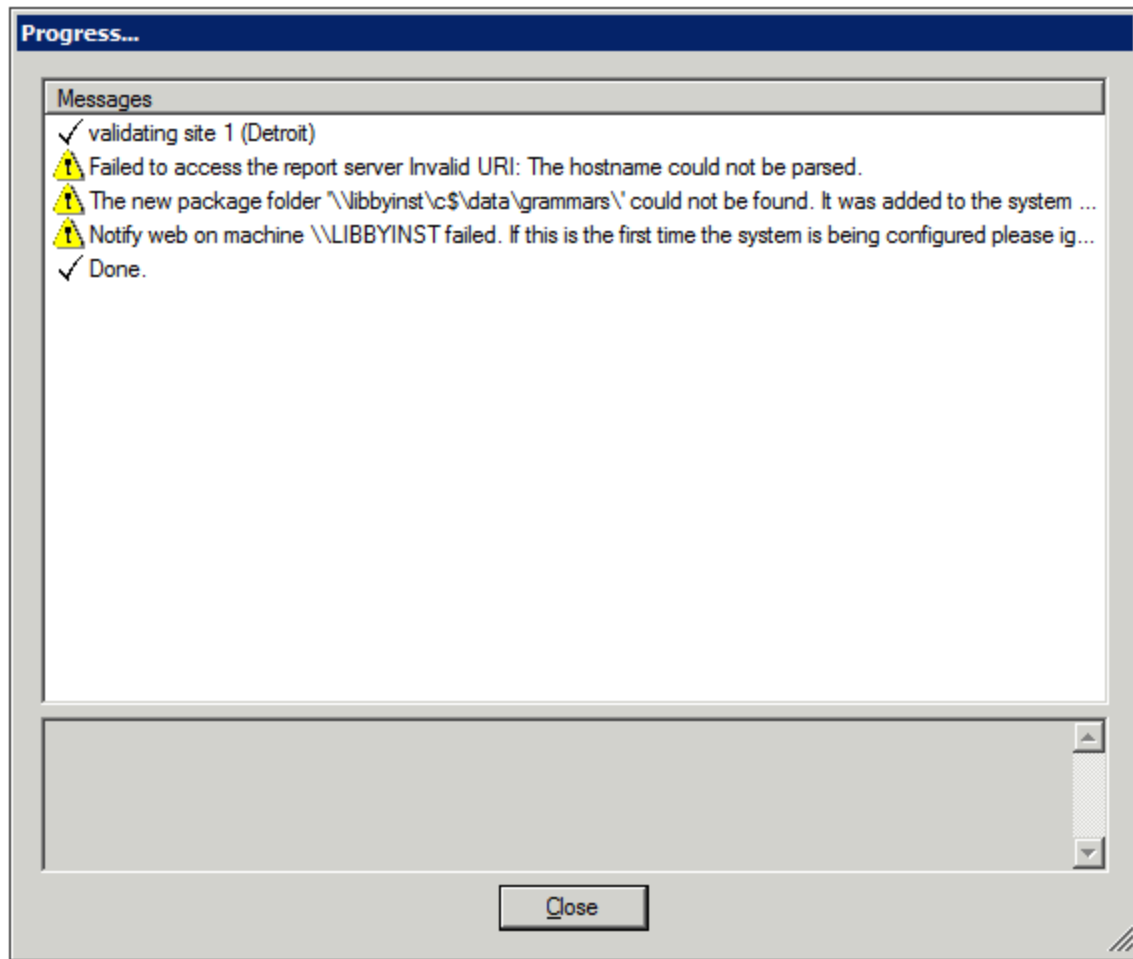 Progress...
Messages
validating site 1 (Detroit)
Failed to access the report server Invalid URI: The hostname could not be parsed.
The new package folder '\\libbyinst\c$\data\grammars\' could not be found. It was added to the system ...
Notify web on machine \\LIBBYINST failed. If this is the first time the system is being configured please ig...
Done.
Close